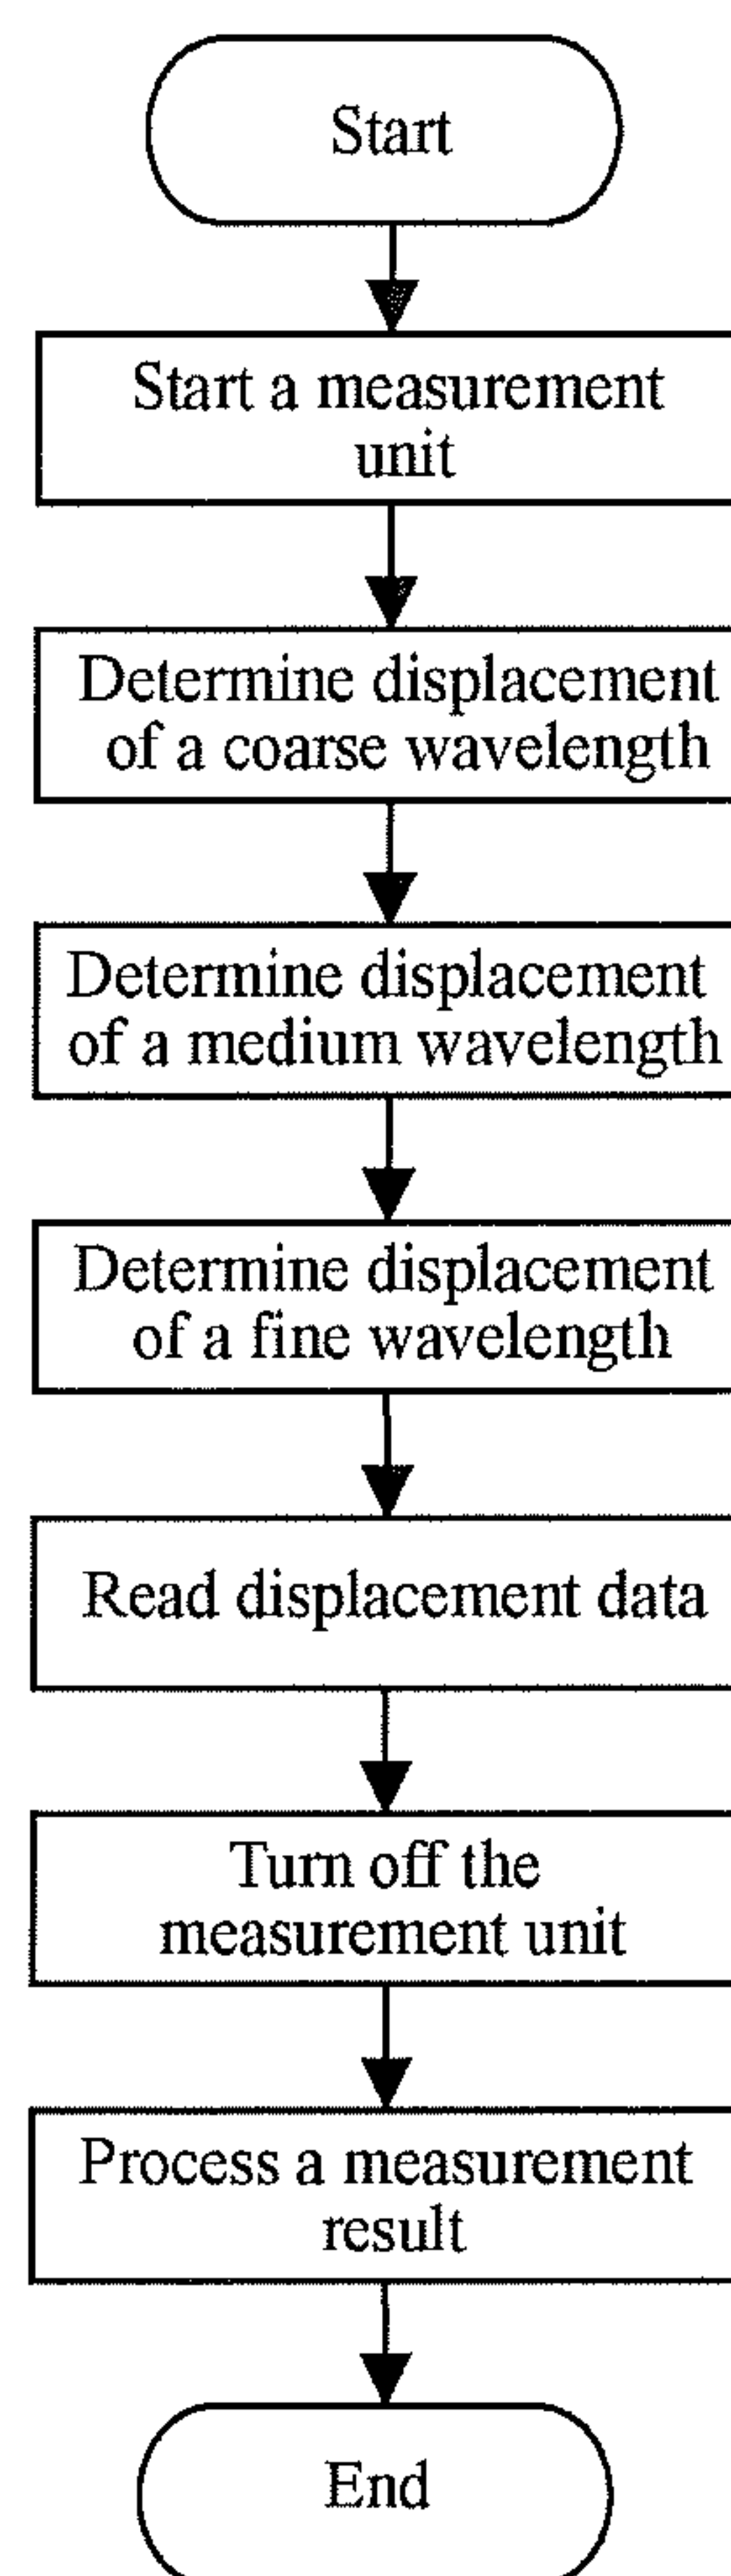 Start
Start a measurement
unit
Determine displacement
of a coarse wavelength
Determine displacement
of a medium wavelength
Determine displacement
of a fine wavelength
Read displacement data
Turn off the
measurement unit
Process a measurement
result
End